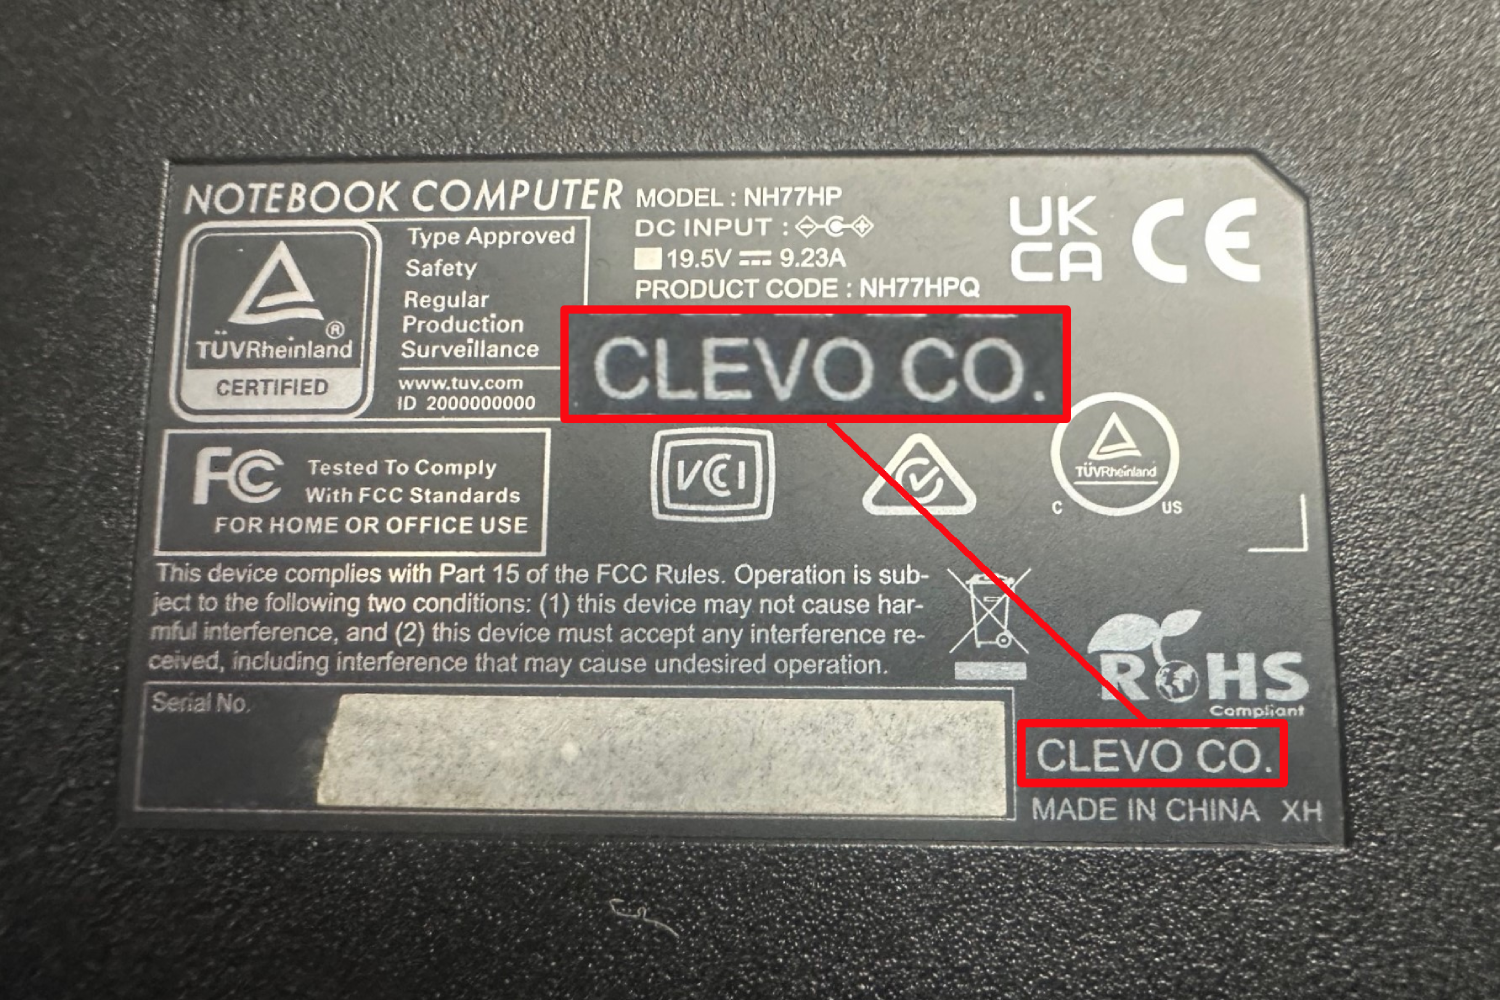 NOTEBOOK COMPUTER
MODEL : NH77HP
DC INPUT :
19.5V 9.23A
PRODUCT CODE : NH77HPQ
UK
CA
CE
TÜVRheinland®
CERTIFIED
Type Approved
Safety
Regular
Production
Surveillance
www.tuv.com
ID 2000000000
CLEVO CO.
FC
Tested To Comply
With FCC Standards
FOR HOME OR OFFICE USE
VCI
TÜVRheinland
C US
This device complies with Part 15 of the FCC Rules. Operation is sub-
ject to the following two conditions: (1) this device may not cause har-
mful interference, and (2) this device must accept any interference re-
ceived, including interference that may cause undesired operation.
RoHS
Compliant
Serial No.
CLEVO CO.
MADE IN CHINA XH